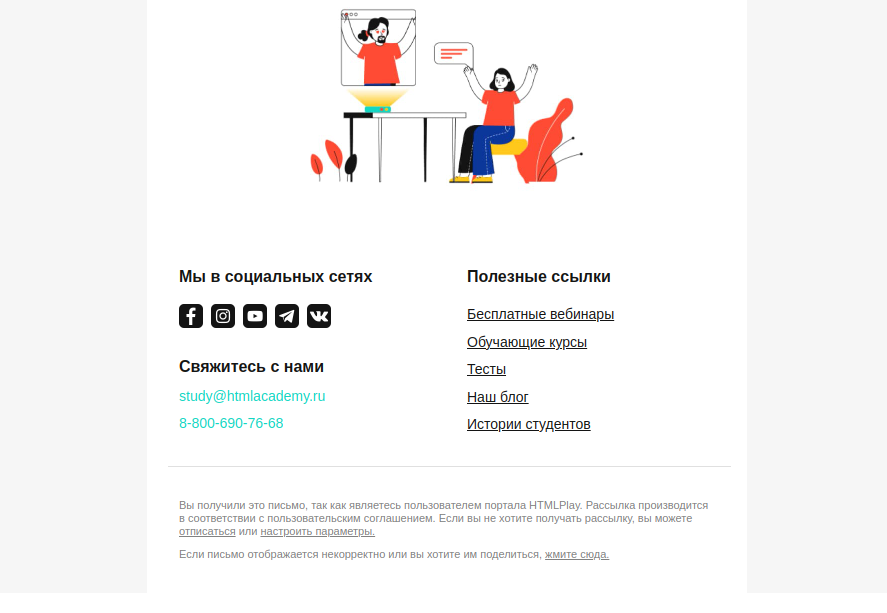 Мы в социальных сетях
Свяжитесь с нами
study@htmlacademy.ru
8-800-690-76-68
Полезные ссылки
Бесплатные вебинары
Обучающие курсы
Тесты
Наш блог
Истории студентов
Вы получили это письмо, так как являетесь пользователем портала HTMLPlay. Рассылка производится
в соответствии с пользовательским соглашением. Если вы не хотите получать рассылку, вы можете
отписаться или настроить параметры.
Если письмо отображается некорректно или вы хотите им поделиться, жмите сюда.